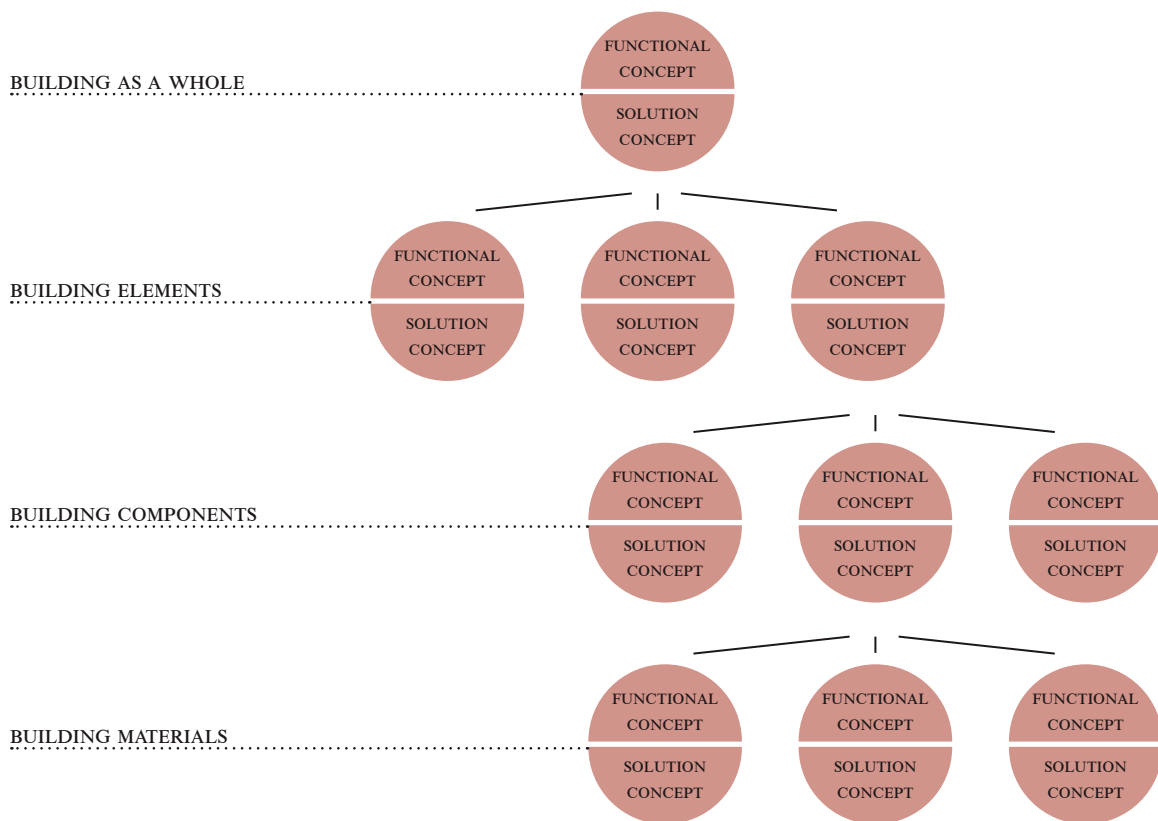 FUNCTIONAL
CONCEPT
BUILDING AS A WHOLE
SOLUTION
CONCEPT
FUNCTIONAL
CONCEPT
FUNCTIONAL
CONCEPT
FUNCTIONAL
CONCEPT
BUILDING ELEMENTS
SOLUTION
CONCEPT
SOLUTION
CONCEPT
SOLUTION
CONCEPT
FUNCTIONAL
CONCEPT
FUNCTIONAL
CONCEPT
FUNCTIONAL
CONCEPT
BUILDING COMPONENTS
SOLUTION
CONCEPT
SOLUTION
CONCEPT
SOLUTION
CONCEPT
FUNCTIONAL
CONCEPT
FUNCTIONAL
CONCEPT
FUNCTIONAL
CONCEPT
BUILDING MATERIALS
SOLUTION
CONCEPT
SOLUTION
CONCEPT
SOLUTION
CONCEPT